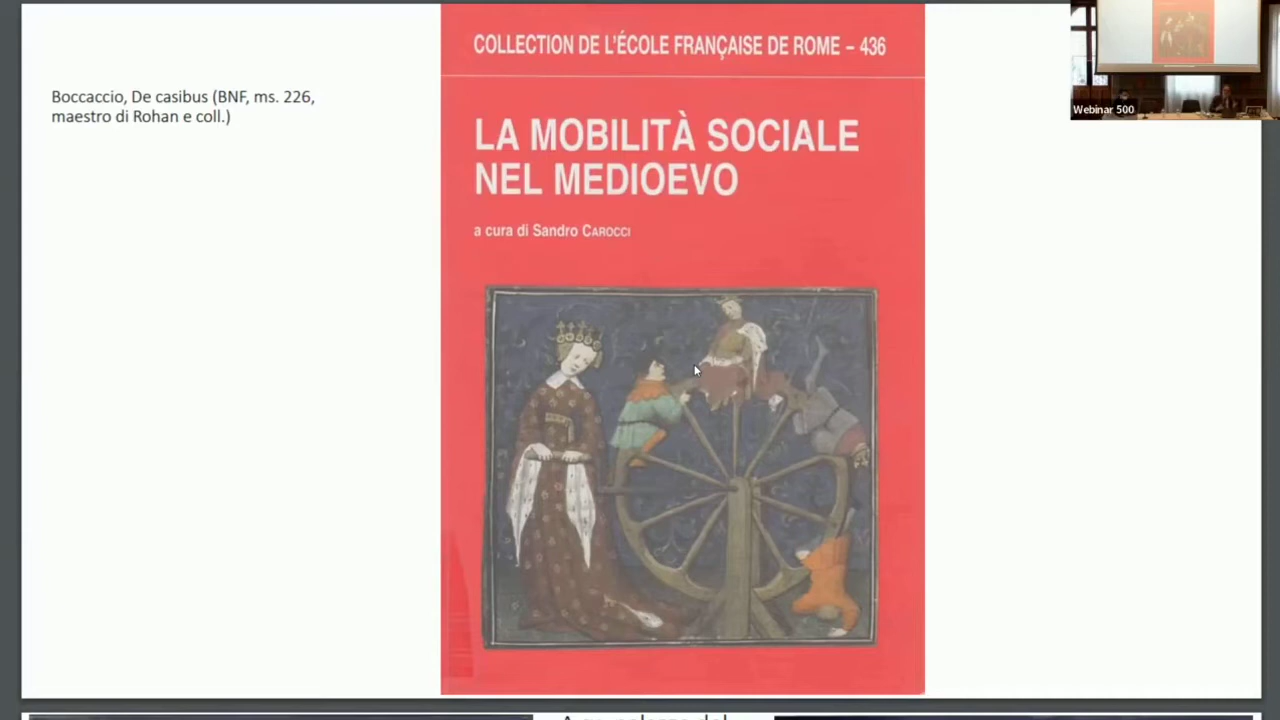 Boccaccio, De casibus (BNF, ms. 226,
maestro di Rohan e coll.)
COLLECTION DE L'ÉCOLE FRANÇAISE DE ROME – 436
LA MOBILITÀ SOCIALE
NEL MEDIOEVO
a cura di Sandro CAROCCI
Webinar 500